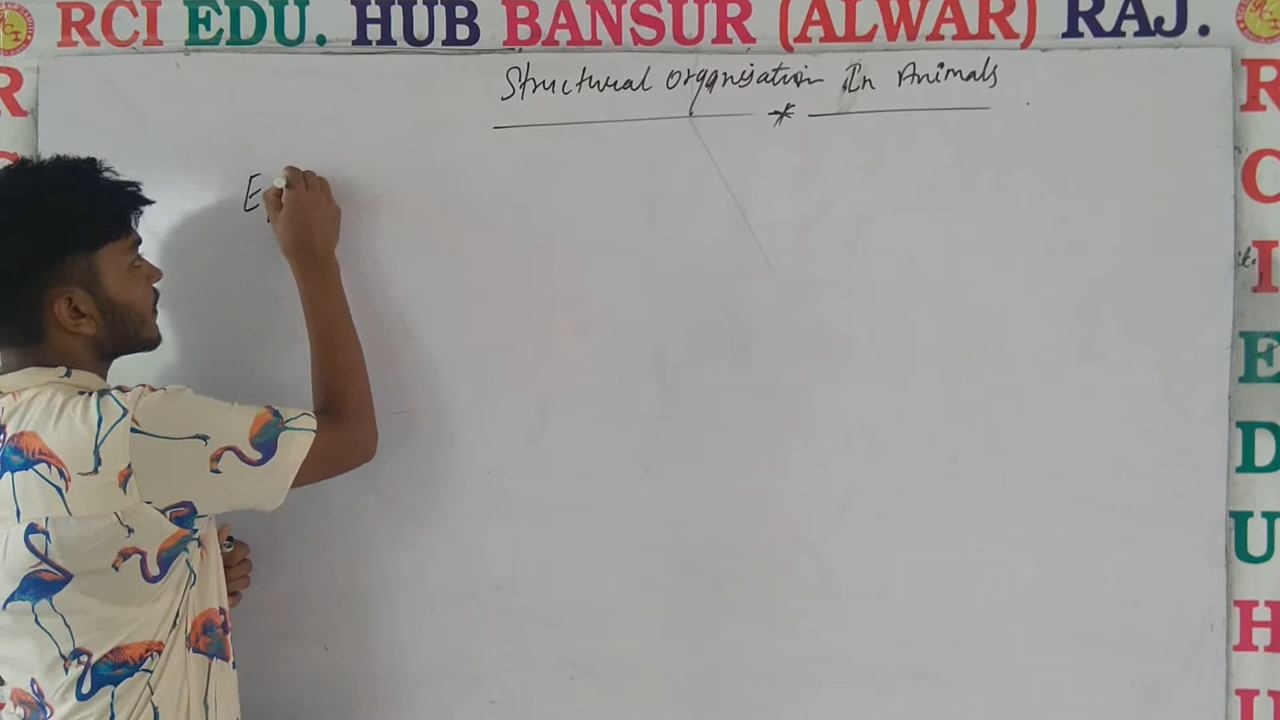 RCI EDU. HUB BANSUR (ALWAR) RAJ.
Structural Organisation In Animals
*
E
R
R
C
I
E
D
U
H
U